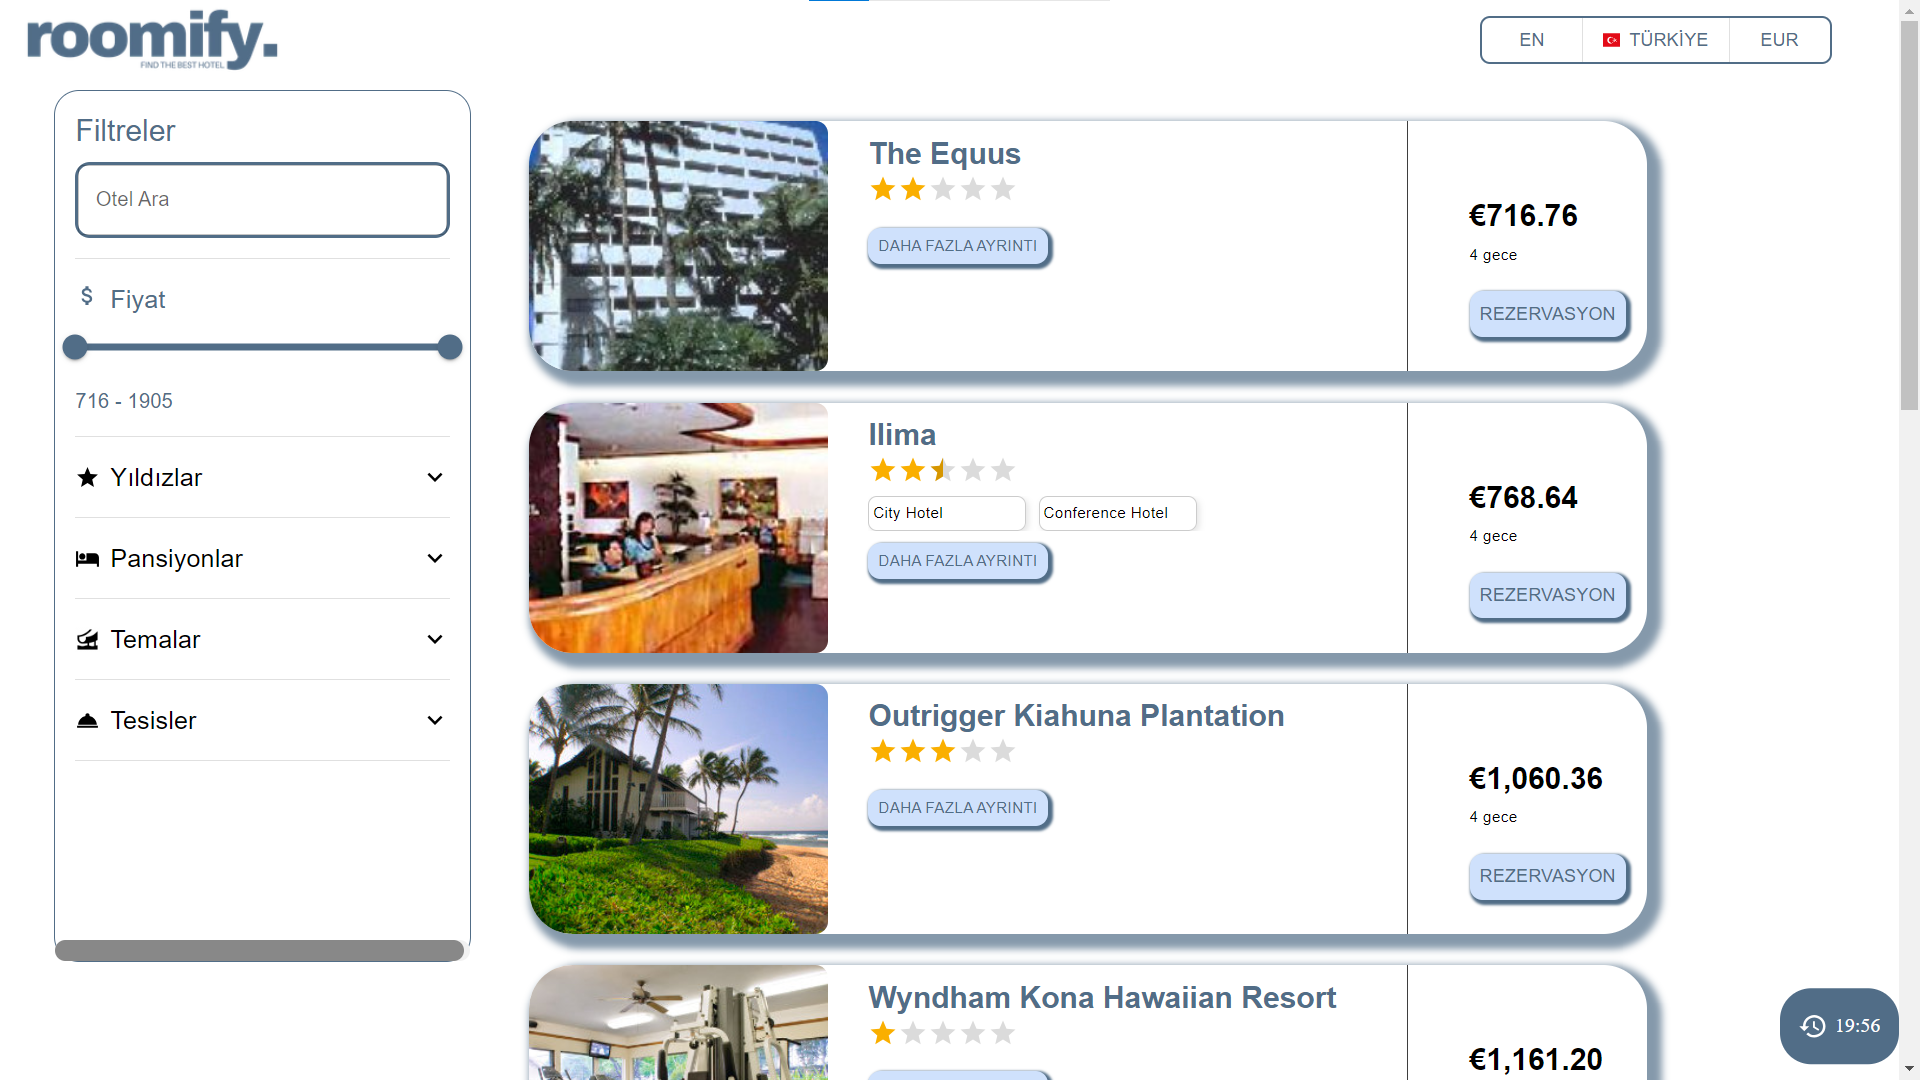 roomify.
FIND THE BEST HOTEL
EN
TÜRKİYE
EUR
Filtreler
Otel Ara
$ Fiyat
716 - 1905
Yıldızlar
Pansiyonlar
Temalar
Tesisler
The Equus
DAHA FAZLA AYRINTI
€716.76
4 gece
REZERVASYON
Ilima
City Hotel
Conference Hotel
DAHA FAZLA AYRINTI
€768.64
4 gece
REZERVASYON
Outrigger Kiahuna Plantation
DAHA FAZLA AYRINTI
€1,060.36
4 gece
REZERVASYON
Wyndham Kona Hawaiian Resort
€1,161.20
19:56